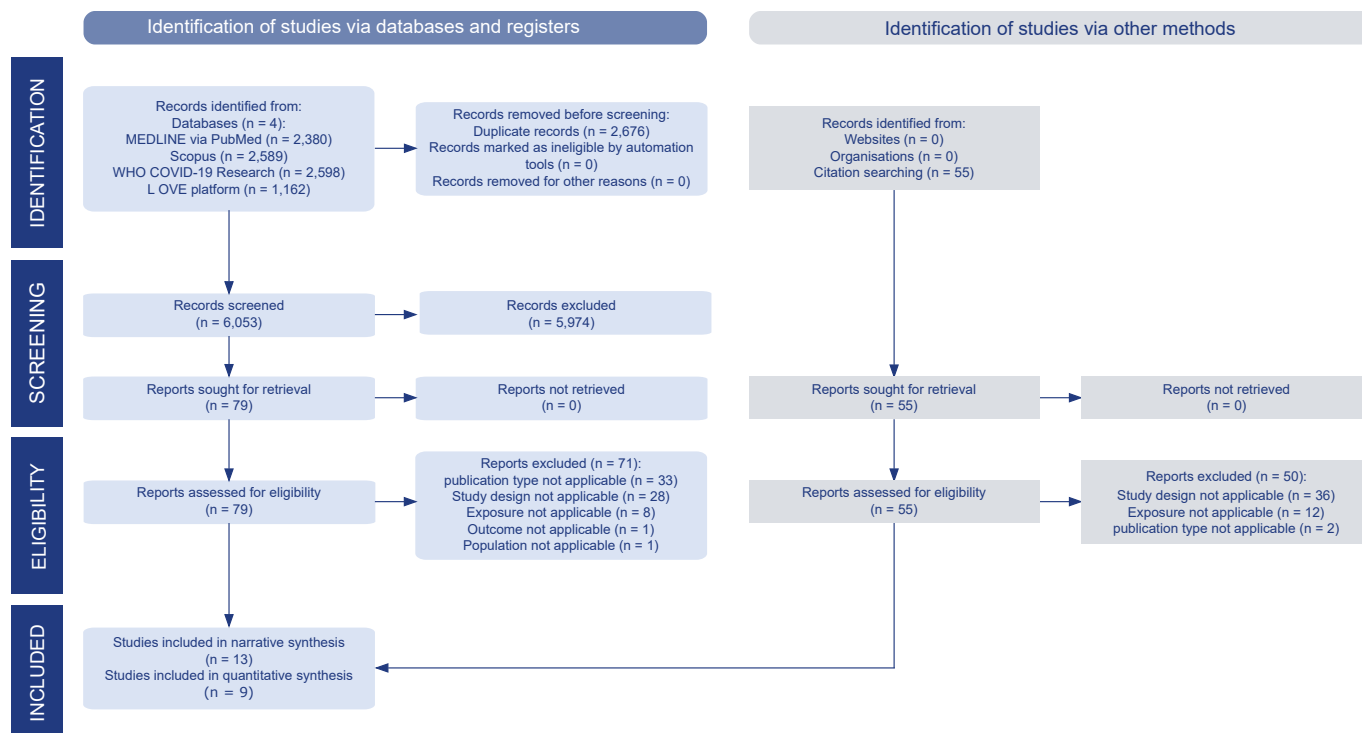 Identification of studies via databases and registers
Identification of studies via other methods
IDENTIFICATION
Records identified from:
Databases (n = 4):
MEDLINE via PubMed (n = 2,380)
Scopus (n = 2,589)
WHO COVID-19 Research (n = 2,598)
L OVE platform (n = 1,162)
Records removed before screening:
Duplicate records (n = 2,676)
Records marked as ineligible by automation
tools (n = 0)
Records removed for other reasons (n = 0)
Records identified from:
Websites (n = 0)
Organisations (n = 0)
Citation searching (n = 55)
SCREENING
Records screened
(n = 6,053)
Records excluded
(n = 5,974)
Reports sought for retrieval
(n = 79)
Reports not retrieved
(n = 0)
Reports sought for retrieval
(n = 55)
Reports not retrieved
(n = 0)
ELIGIBILITY
Reports assessed for eligibility
(n = 79)
Reports excluded (n = 71):
publication type not applicable (n = 33)
Study design not applicable (n = 28)
Exposure not applicable (n = 8)
Outcome not applicable (n = 1)
Population not applicable (n = 1)
Reports assessed for eligibility
(n = 55)
Reports excluded (n = 50):
Study design not applicable (n = 36)
Exposure not applicable (n = 12)
publication type not applicable (n = 2)
INCLUDED
Studies included in narrative synthesis
(n = 13)
Studies included in quantitative synthesis
(n = 9)